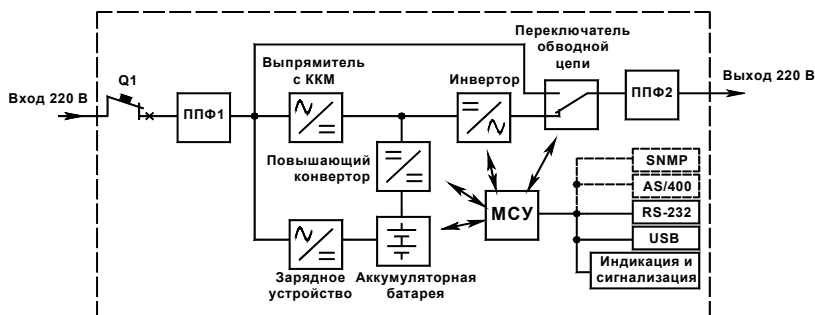 Переключатель
обводной
цепи
Q1
Выпрямитель
с ККМ
Инвертор
Вход 220 В
ППФ1
ППФ2
Выход 220 В
Повышающий
конвертор
МСУ
SNMP
AS/400
RS-232
USB
Индикация и
сигнализация
Зарядное
устройство
Аккумуляторная
батарея